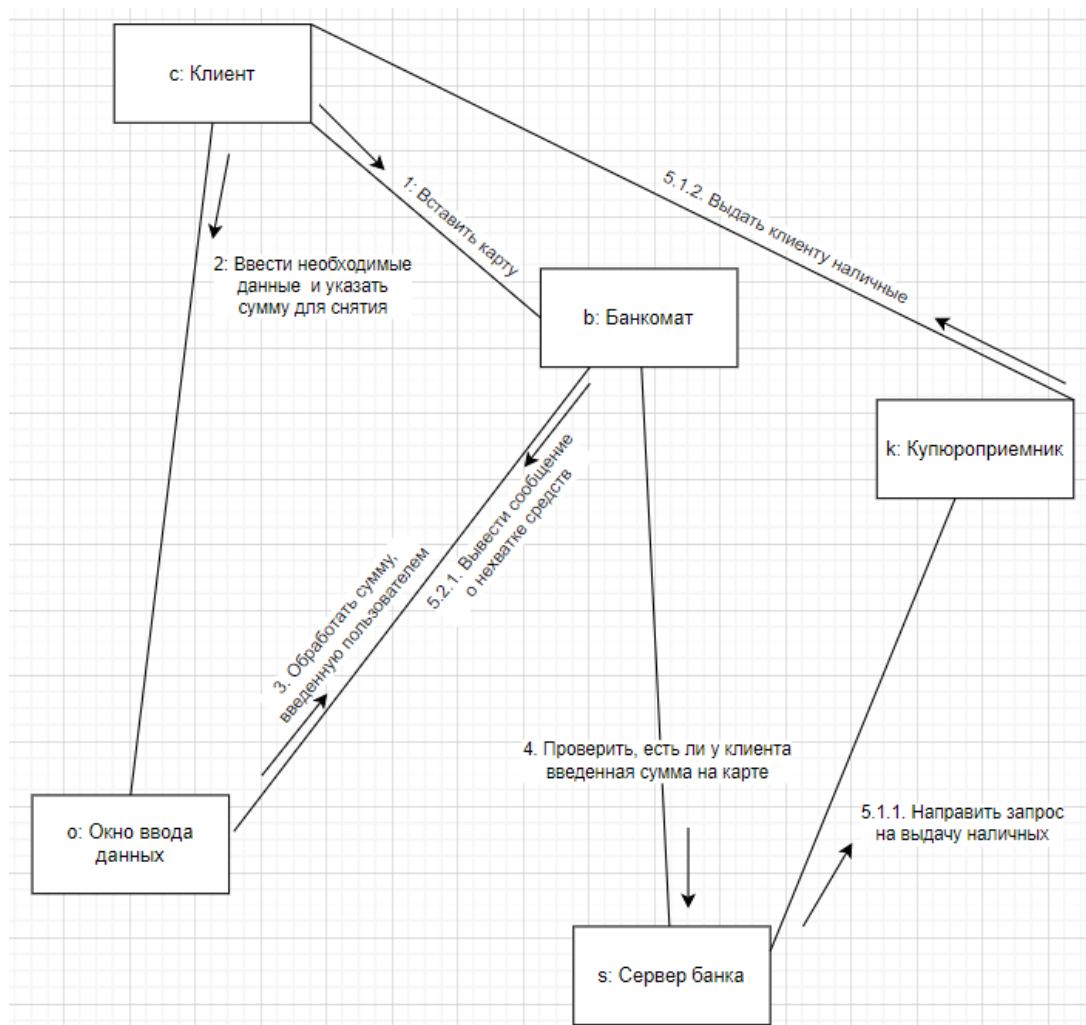 c: Клиент
1: Вставить карту
5.1.2. Выдать клиенту наличные
2: Ввести необходимые
данные и указать
сумму для снятия
b: Банкомат
k: Купюроприемник
3. Обработать сумму,
введенную пользователем
5.2.1. Вывести сообщение
о нехватке средств
4. Проверить, есть ли у клиента
введенная сумма на карте
o: Окно ввода
данных
5.1.1. Направить запрос
на выдачу наличных
s: Сервер банка